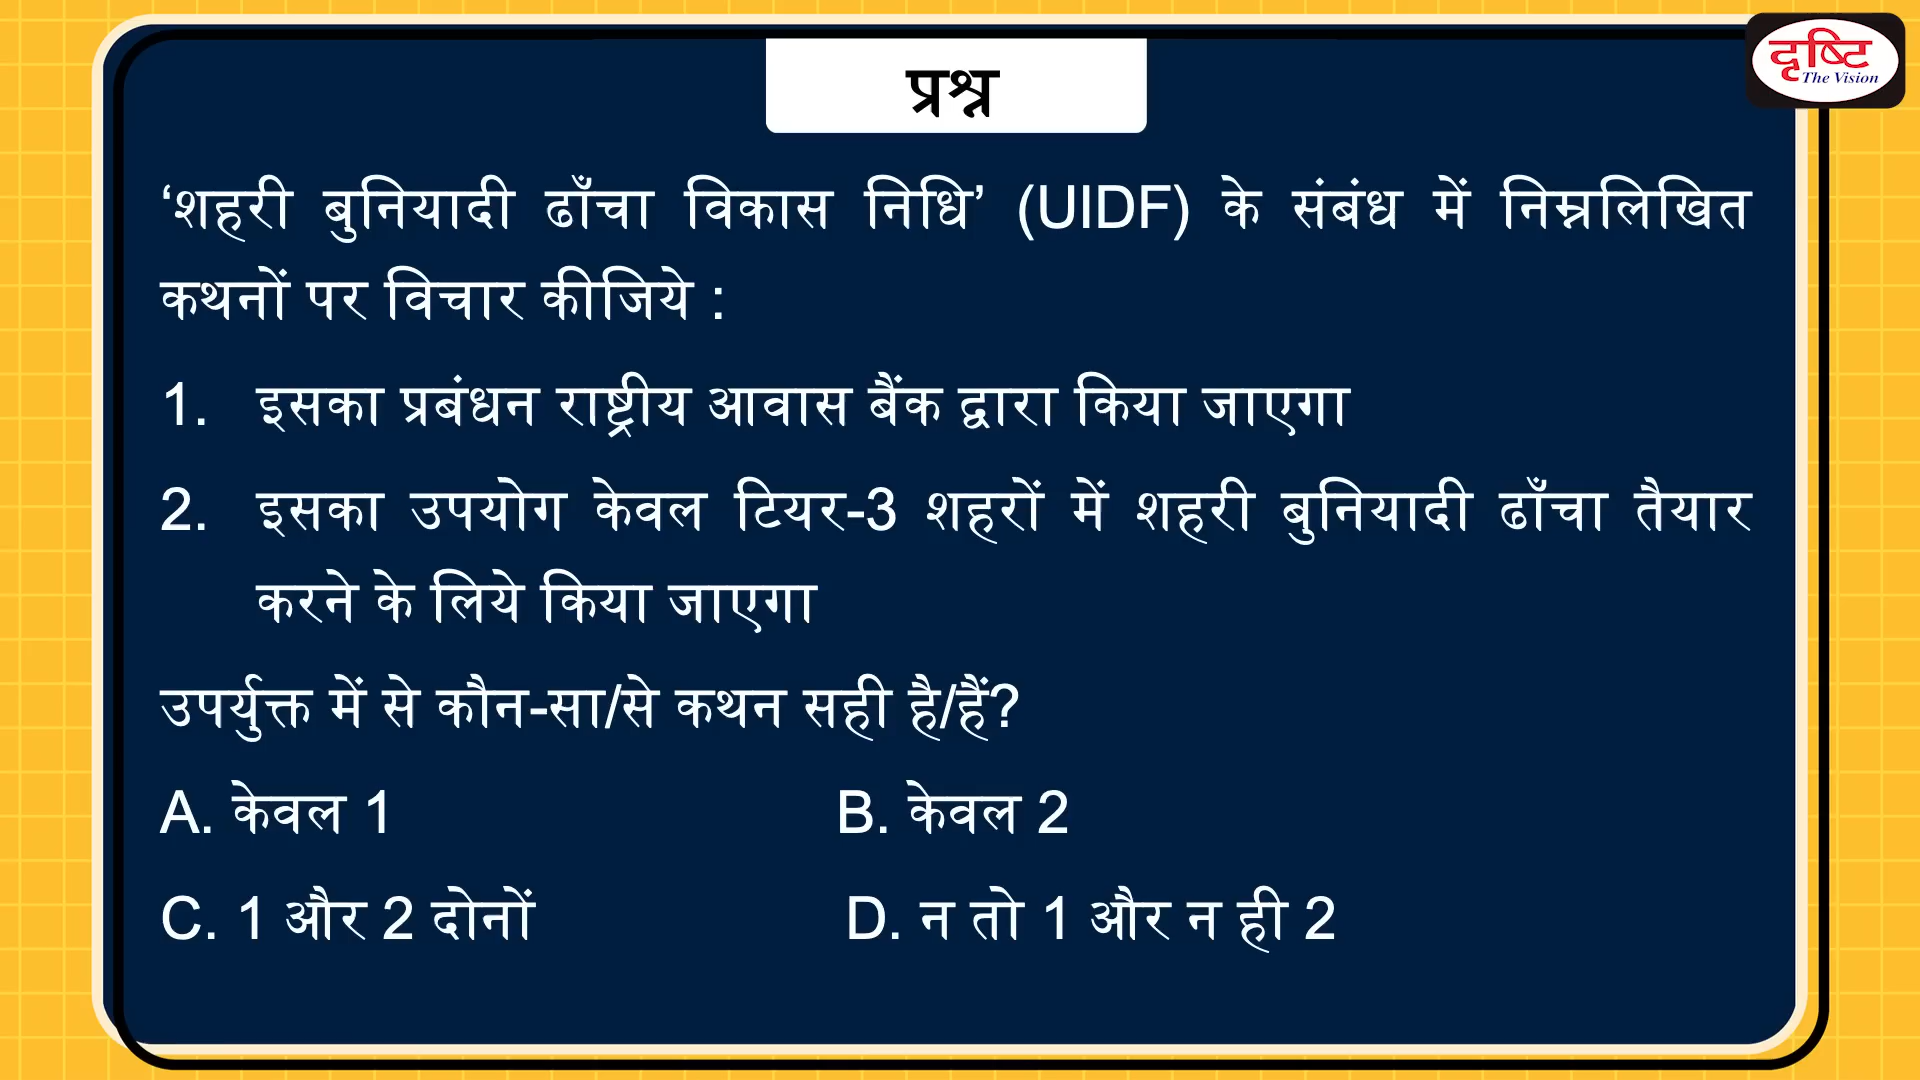 प्रश्न
दृष्टि
The Vision
‘शहरी बुनियादी ढाँचा विकास निधि’ (UIDF) के संबंध में निम्नलिखित
कथनों पर विचार कीजिये :
1. इसका प्रबंधन राष्ट्रीय आवास बैंक द्वारा किया जाएगा
2. इसका उपयोग केवल टियर-3 शहरों में शहरी बुनियादी ढाँचा तैयार
करने के लिये किया जाएगा
उपर्युक्त में से कौन-सा/से कथन सही है/हैं?
A. केवल 1 B. केवल 2
C. 1 और 2 दोनों D. न तो 1 और न ही 2